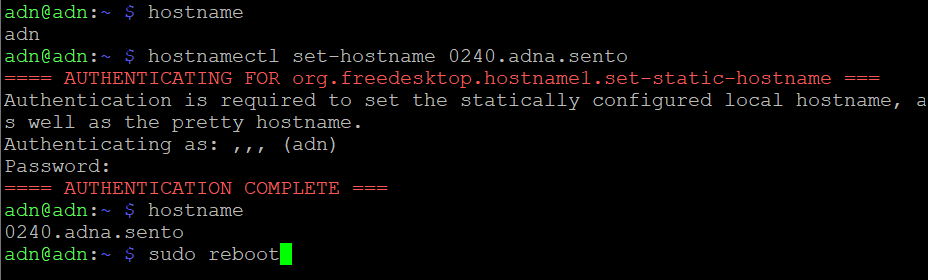 adn@adn:~ $ hostname
adn
adn@adn:~ $ hostnamectl set-hostname 0240.adna.sento
==== AUTHENTICATING FOR org.freedesktop.hostname1.set-static-hostname ===
Authentication is required to set the statically configured local hostname, a
s well as the pretty hostname.
Authenticating as: ,,, (adn)
Password:
==== AUTHENTICATION COMPLETE ===
adn@adn:~ $ hostname
0240.adna.sento
adn@adn:~ $ sudo reboot